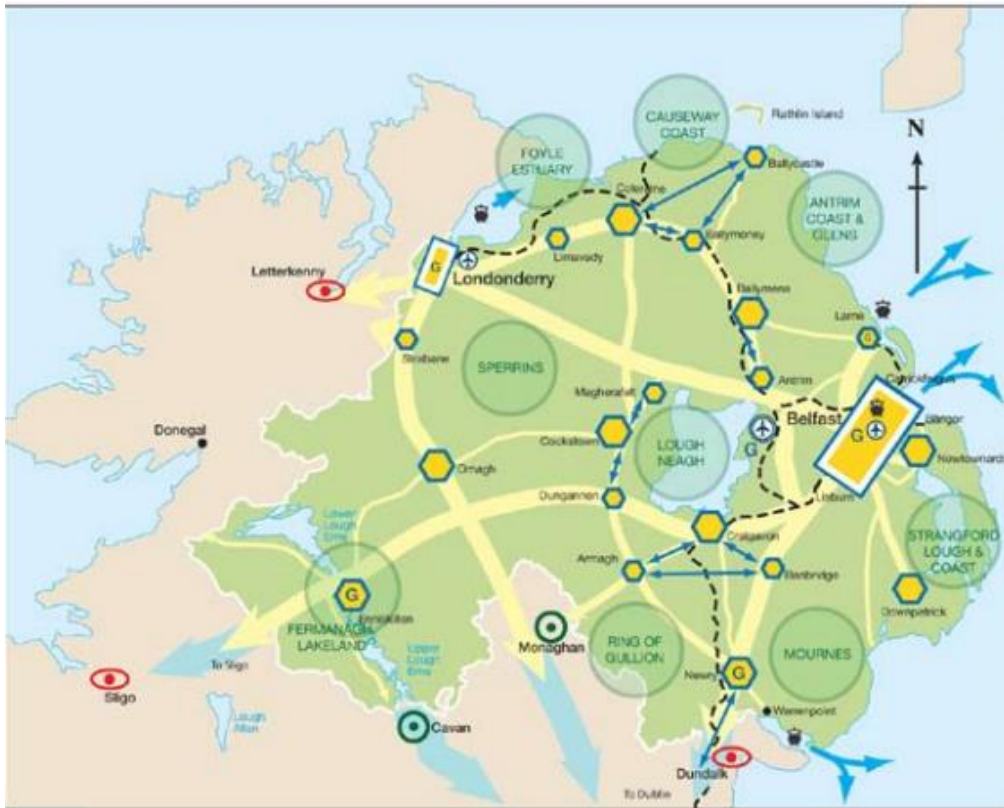 CAUSEWAY
COAST
Rathlin Island
N
FOYLE
ESTUARY
Ballycastle
Coleraine
ANTRIM
COAST &
GLENS
Limavady
Ballymoney
Letterkenny
G
Londonderry
Ballymena
Larne
Strabane
SPERRINS
Antrim
Carrickfergus
Magherafelt
Belfast
G
Bangor
Donegal
Cookstown
LOUGH
NEAGH
G
Newtownards
Omagh
Dungannon
Lisburn
Lower
Lough
Erne
Craigavon
STRANGFORD
LOUGH &
COAST
Armagh
Banbridge
G
Downpatrick
Enniskillen
FERMANAGH
LAKELAND
Monaghan
RING OF
GULLION
MOURNES
To Sligo
Upper
Lough
Erne
Newry
G
Sligo
Warrenpoint
Lough
Allen
Cavan
Dundalk
To Dublin